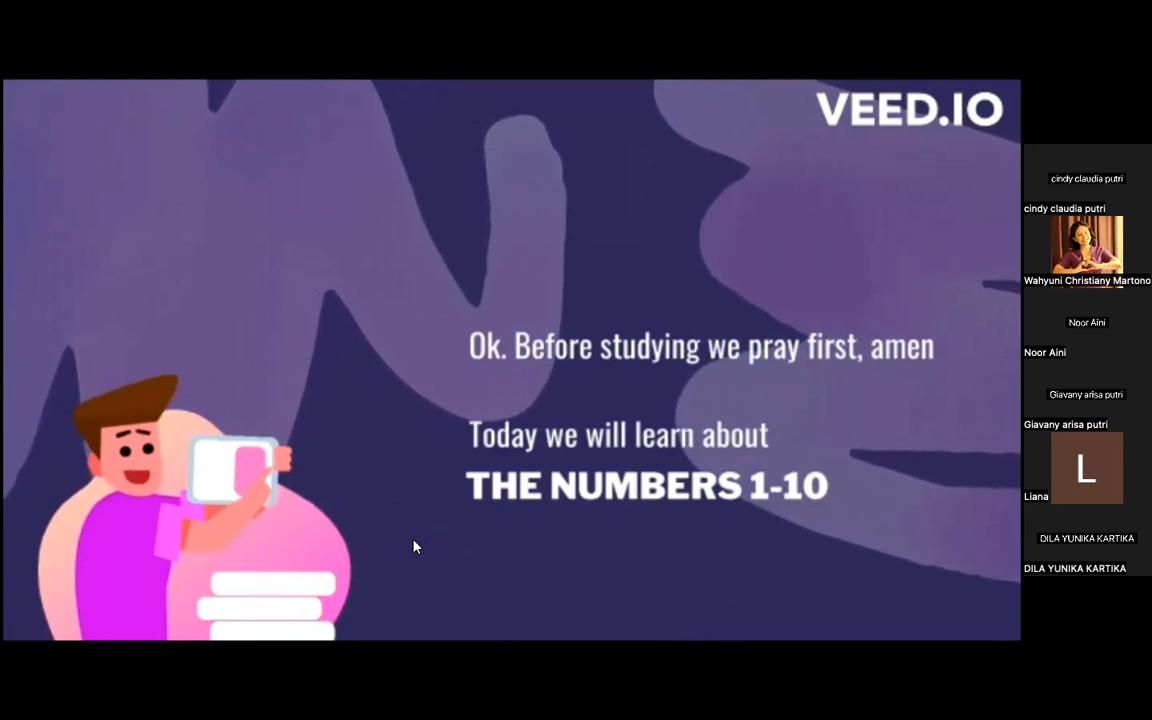 VEED.IO
Ok. Before studying we pray first, amen
Today we will learn about
THE NUMBERS 1-10
cindy claudia putri
cindy claudia putri
Wahyuni Christiany Martono
Noor Aini
Noor Aini
Giavany arisa putri
Giavany arisa putri
L
Liana
DILA YUNIKA KARTIKA
DILA YUNIKA KARTIKA